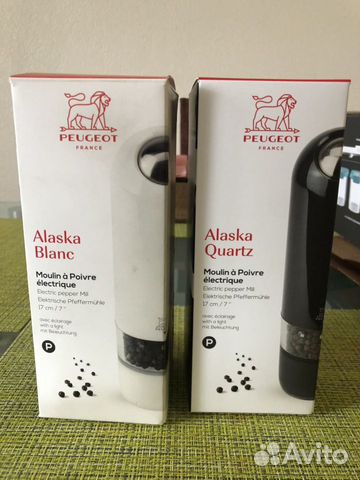 PEUGEOT
FRANCE
Alaska
Blanc
Moulin à Poivre
électrique
Electric pepper Mill
Elektrische Pfeffermühle
17 cm / 7"
avec éclairage
with a light
mit Beleuchtung
P
PEUGEOT
FRANCE
Alaska
Quartz
Moulin à Poivre
électrique
Electric pepper Mill
Elektrische Pfeffermühle
17 cm / 7"
avec éclairage
with a light
mit Beleuchtung
P
Avito